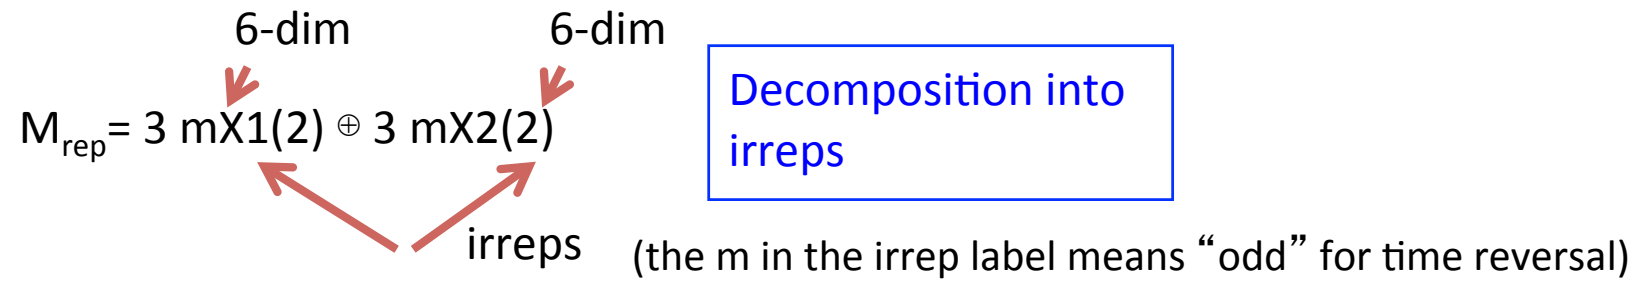 6-dim 6-dim
M_rep= 3 mX1(2) ⊕ 3 mX2(2)
Decomposition into
irreps
irreps
(the m in the irrep label means “odd” for time reversal)